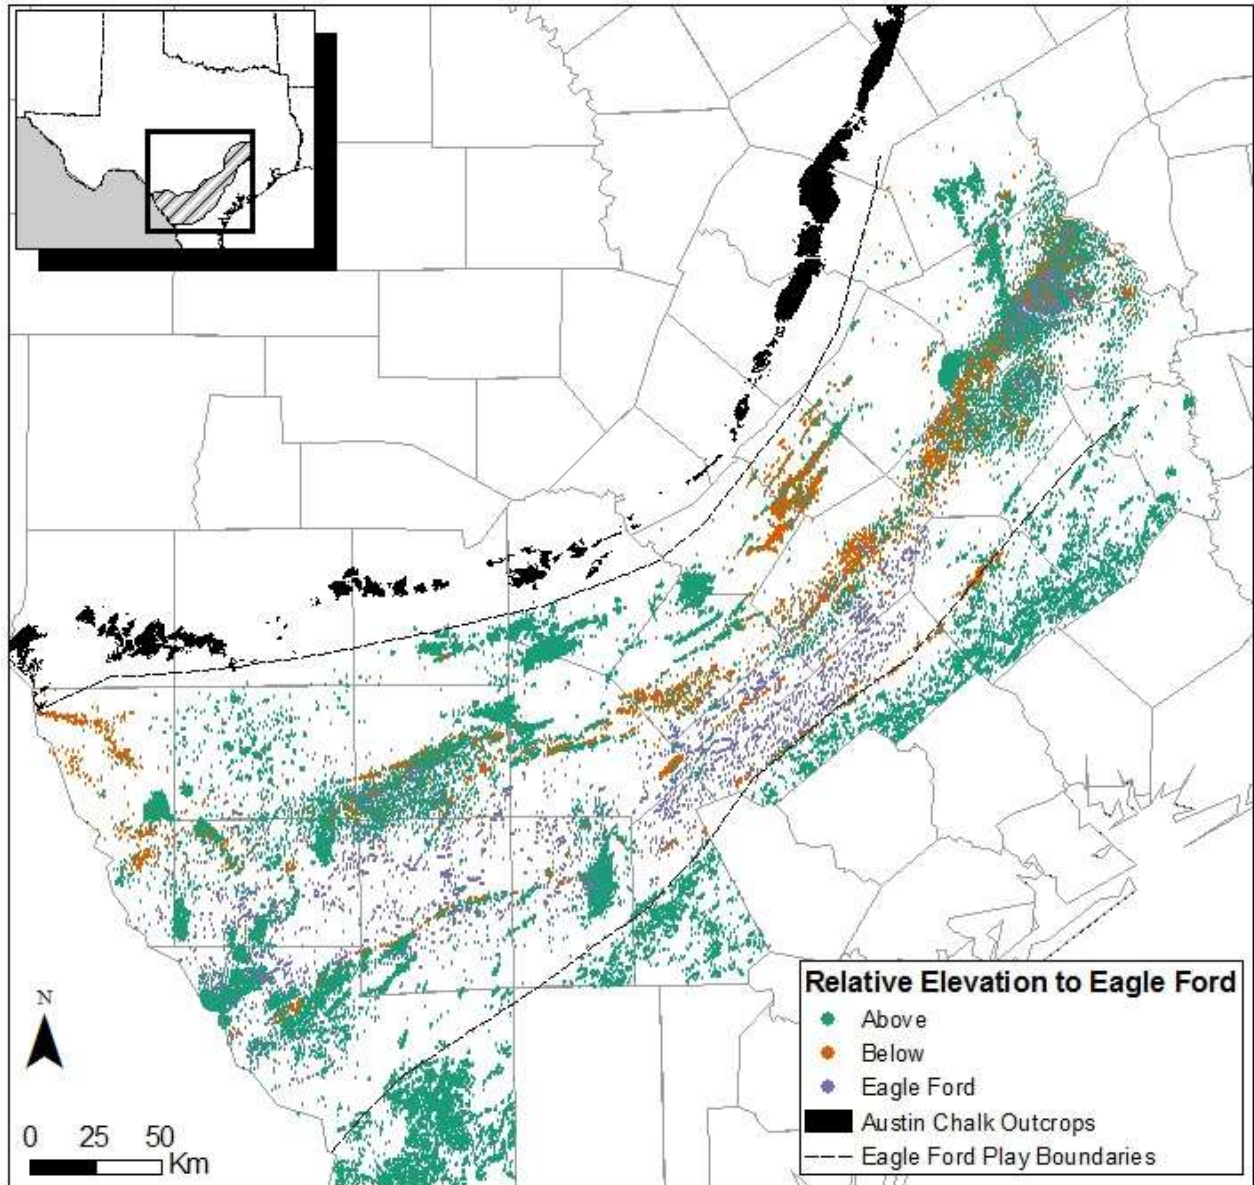 N
0 25 50
Km
Relative Elevation to Eagle Ford
Above
Below
Eagle Ford
Austin Chalk Outcrops
Eagle Ford Play Boundaries